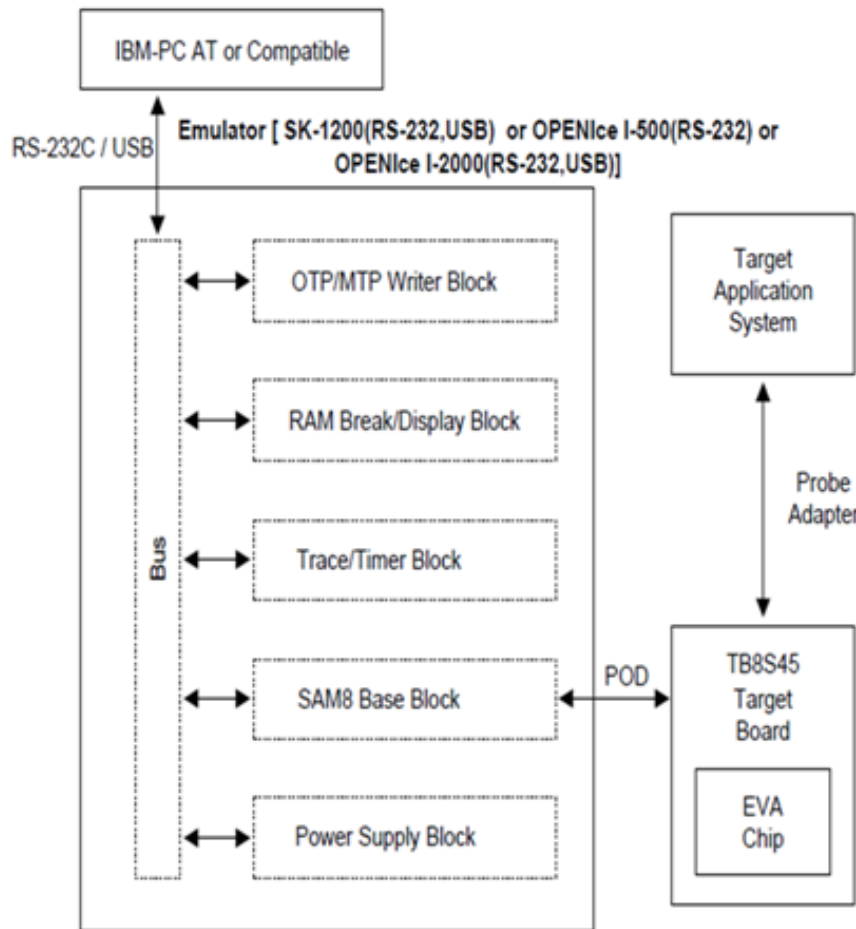 IBM-PC AT or Compatible
RS-232C / USB
Emulator [ SK-1200(RS-232,USB) or OPENIce I-500(RS-232) or
OPENIce I-2000(RS-232,USB)]
Bus
OTP/MTP Writer Block
RAM Break/Display Block
Trace/Timer Block
SAM8 Base Block
Power Supply Block
POD
Target
Application
System
Probe
Adapter
TB8S45
Target
Board
EVA
Chip